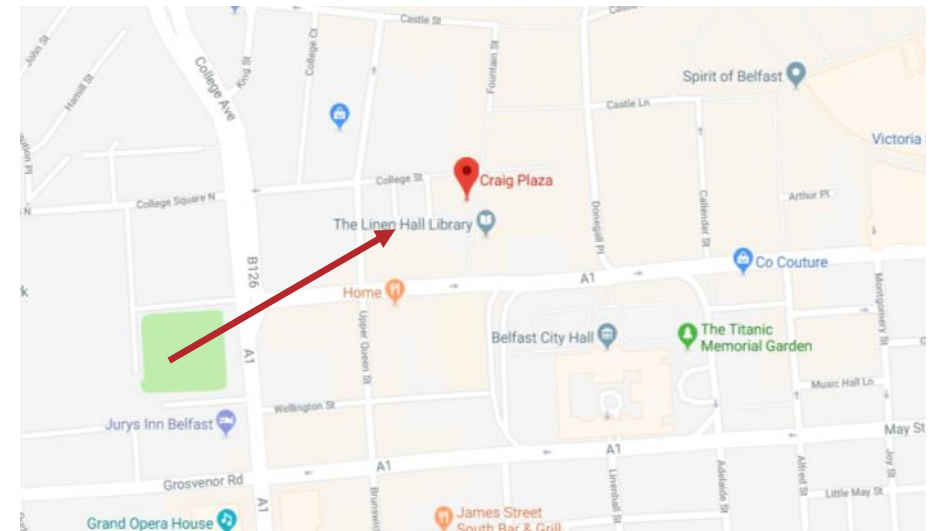 Castle St
John St
College Ct
King St
Hamill St
College Ave
Fountain St
Spirit of Belfast
Castle Ln
Victoria
College St
Craig Plaza
College Square N
N
Arthur Pl
The Linen Hall Library
Donegall Pl
Callender St
B126
A1
Co Couture
k
Home
Montgomery St
Upper Queen St
Belfast City Hall
The Titanic
Memorial Garden
A1
Music Hall Ln
Wellington St
Jurys Inn Belfast
May St
A1
A1
Grosvenor Rd
Linenhall St
Adelaide St
Alfred St
Joy St
Little May St
A1
Grand Opera House
James Street
South Bar & Grill